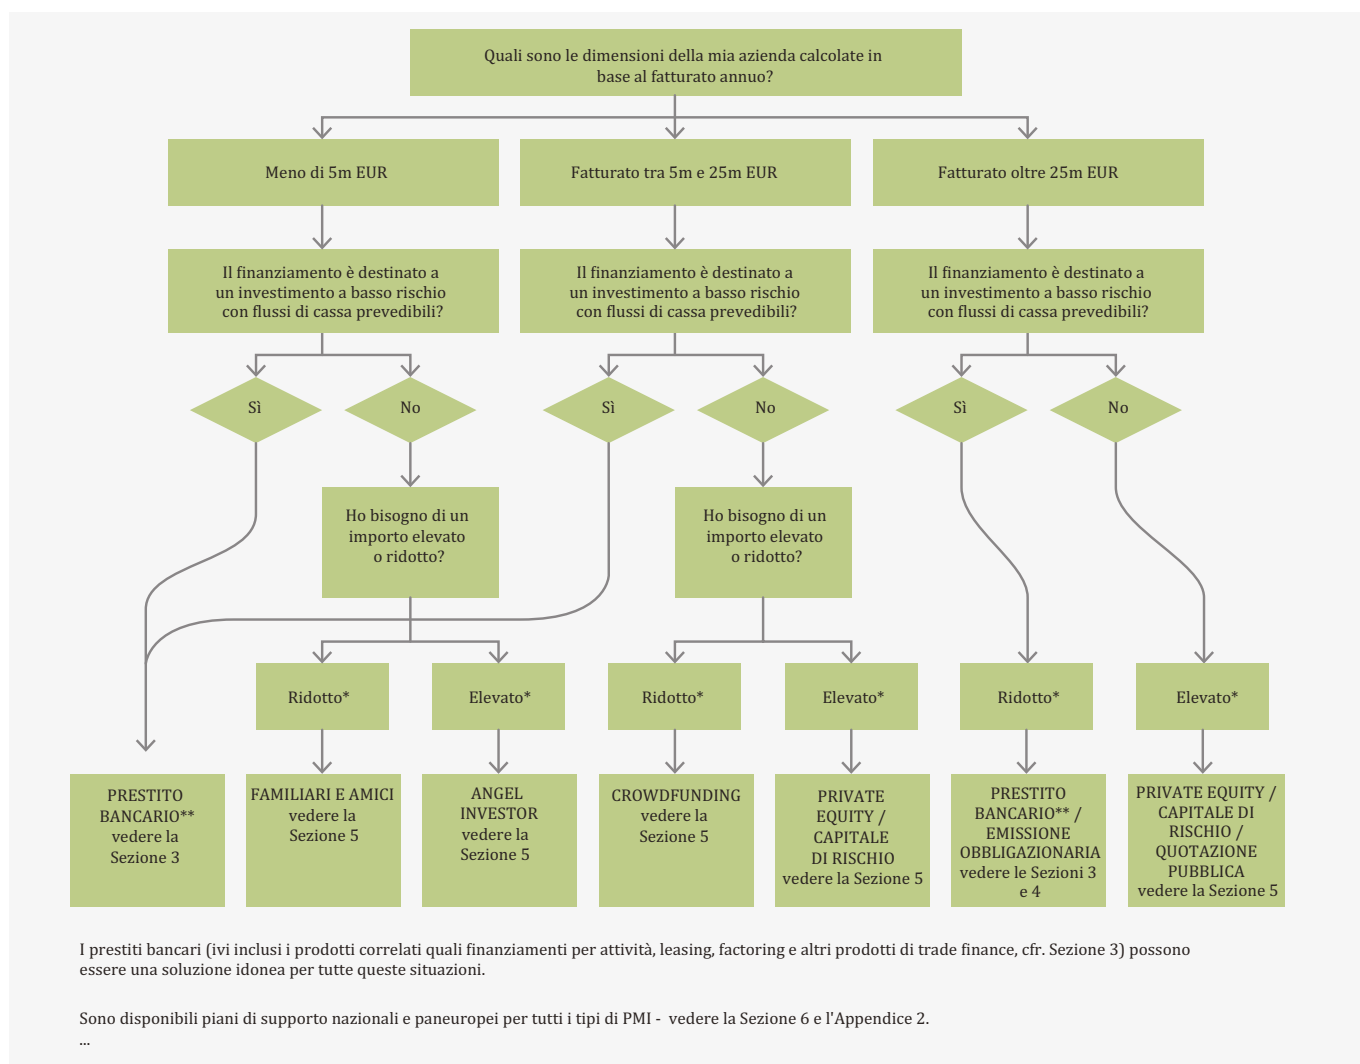 Quali sono le dimensioni della mia azienda calcolate in
base al fatturato annuo?
Meno di 5m EUR
Fatturato tra 5m e 25m EUR
Fatturato oltre 25m EUR
Il finanziamento è destinato a
un investimento a basso rischio
con flussi di cassa prevedibili?
Il finanziamento è destinato a
un investimento a basso rischio
con flussi di cassa prevedibili?
Il finanziamento è destinato a
un investimento a basso rischio
con flussi di cassa prevedibili?
Sì
No
Sì
No
Sì
No
Ho bisogno di un
importo elevato
o ridotto?
Ho bisogno di un
importo elevato
o ridotto?
Ridotto*
Elevato*
Ridotto*
Elevato*
Ridotto*
Elevato*
PRESTITO
BANCARIO**
vedere la
Sezione 3
FAMILIARI E AMICI
vedere la
Sezione 5
ANGEL
INVESTOR
vedere la
Sezione 5
CROWDFUNDING
vedere la
Sezione 5
PRIVATE
EQUITY /
CAPITALE
DI RISCHIO
vedere la Sezione 5
PRESTITO
BANCARIO** /
EMISSIONE
OBBLIGAZIONARIA
vedere le Sezioni 3
e 4
PRIVATE EQUITY /
CAPITALE DI
RISCHIO /
QUOTAZIONE
PUBBLICA
vedere la Sezione 5
I prestiti bancari (ivi inclusi i prodotti correlati quali finanziamenti per attività, leasing, factoring e altri prodotti di trade finance, cfr. Sezione 3) possono
essere una soluzione idonea per tutte queste situazioni.
Sono disponibili piani di supporto nazionali e paneuropei per tutti i tipi di PMI - vedere la Sezione 6 e l'Appendice 2.
...